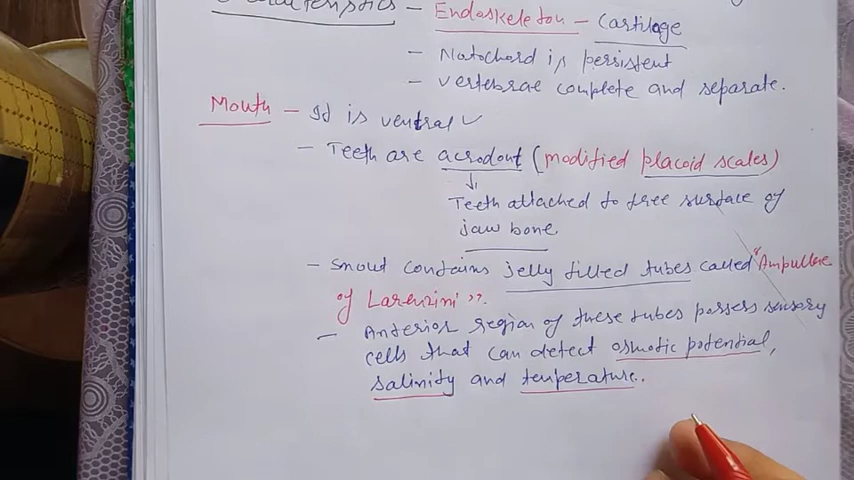 Characteristics - Endoskeleton - Cartilage
- Notochord is persistent
- vertebrae complete and separate.
Mouth - It is ventral
- Teeth are acrodont (modified placoid scales)
Teeth attached to free surface of
jaw bone.
- snout contains jelly filled tubes called "Ampullae
of Lorenzini".
- Anterior region of these tubes possess sensory
cells that can detect osmotic potential,
salinity and temperature.